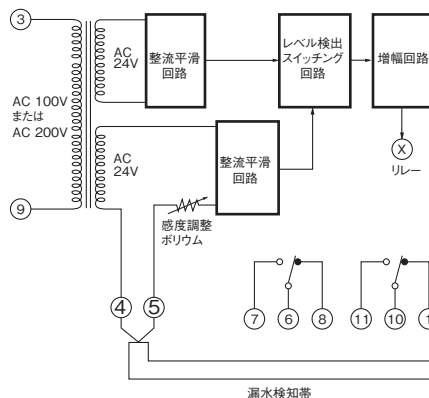 3
AC 24V
整流平滑
回路
レベル検出
スイッチング
回路
増幅回路
AC 100V
または
AC 200V
AC
24V
整流平滑
回路
X
リレー
9
感度調整
ボリウム
4
5
7
6
8
11
10
漏水検知帯